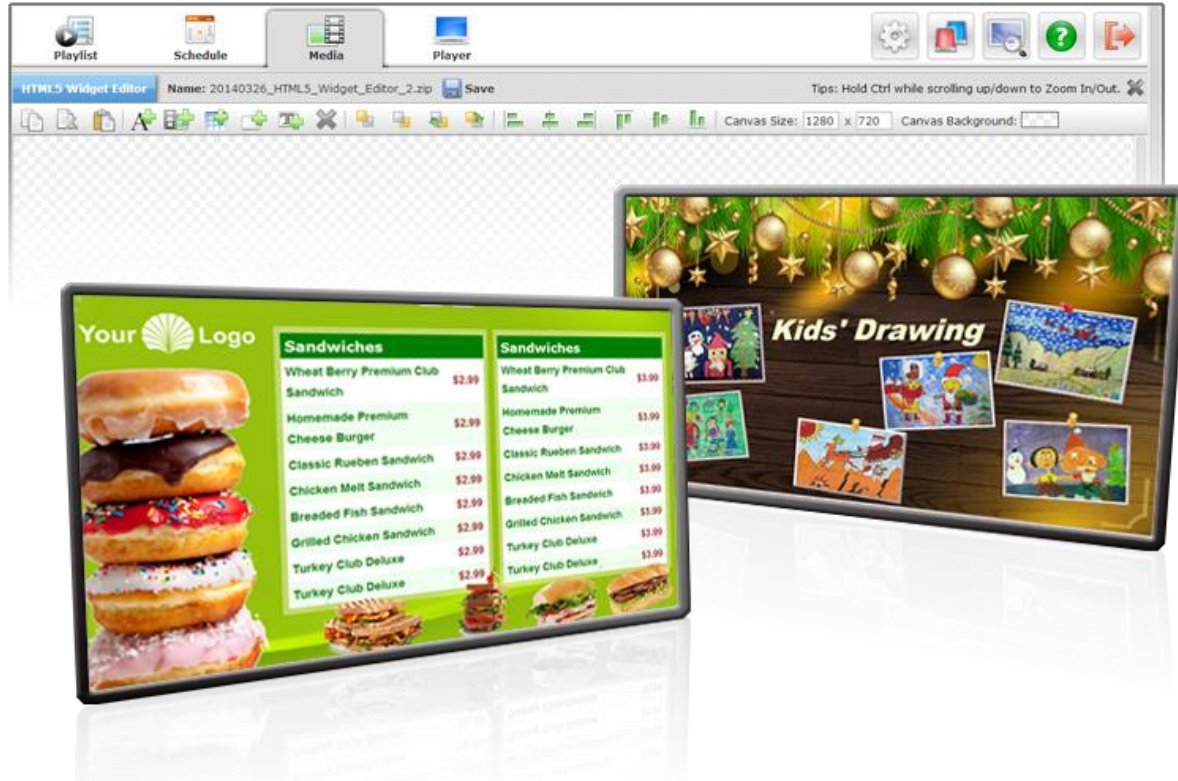 Playlist
Schedule
Media
Player
HTML5 Widget Editor
Name: 20140326_HTML5_Widget_Editor_2.zip
Save
Tips: Hold Ctrl while scrolling up/down to Zoom In/Out.
Canvas Size: 1280 x 720
Canvas Background:
Your Logo
Sandwiches
Wheat Berry Premium Club
Sandwich
$2.99
Homemade Premium
Cheese Burger
$2.99
Classic Rueben Sandwich $2.99
Chicken Melt Sandwich $2.99
Breaded Fish Sandwich $2.99
Grilled Chicken Sandwich $2.99
Turkey Club Deluxe $2.99
Turkey Club Deluxe $2.99
Sandwiches
Wheat Berry Premium Club
Sandwich
$3.99
Homemade Premium
Cheese Burger
$3.99
Classic Rueben Sandwich $3.99
Chicken Melt Sandwich $3.99
Breaded Fish Sandwich $3.99
Grilled Chicken Sandwich $3.99
Turkey Club Deluxe $3.99
Turkey Club Deluxe $3.99
Kids' Drawing